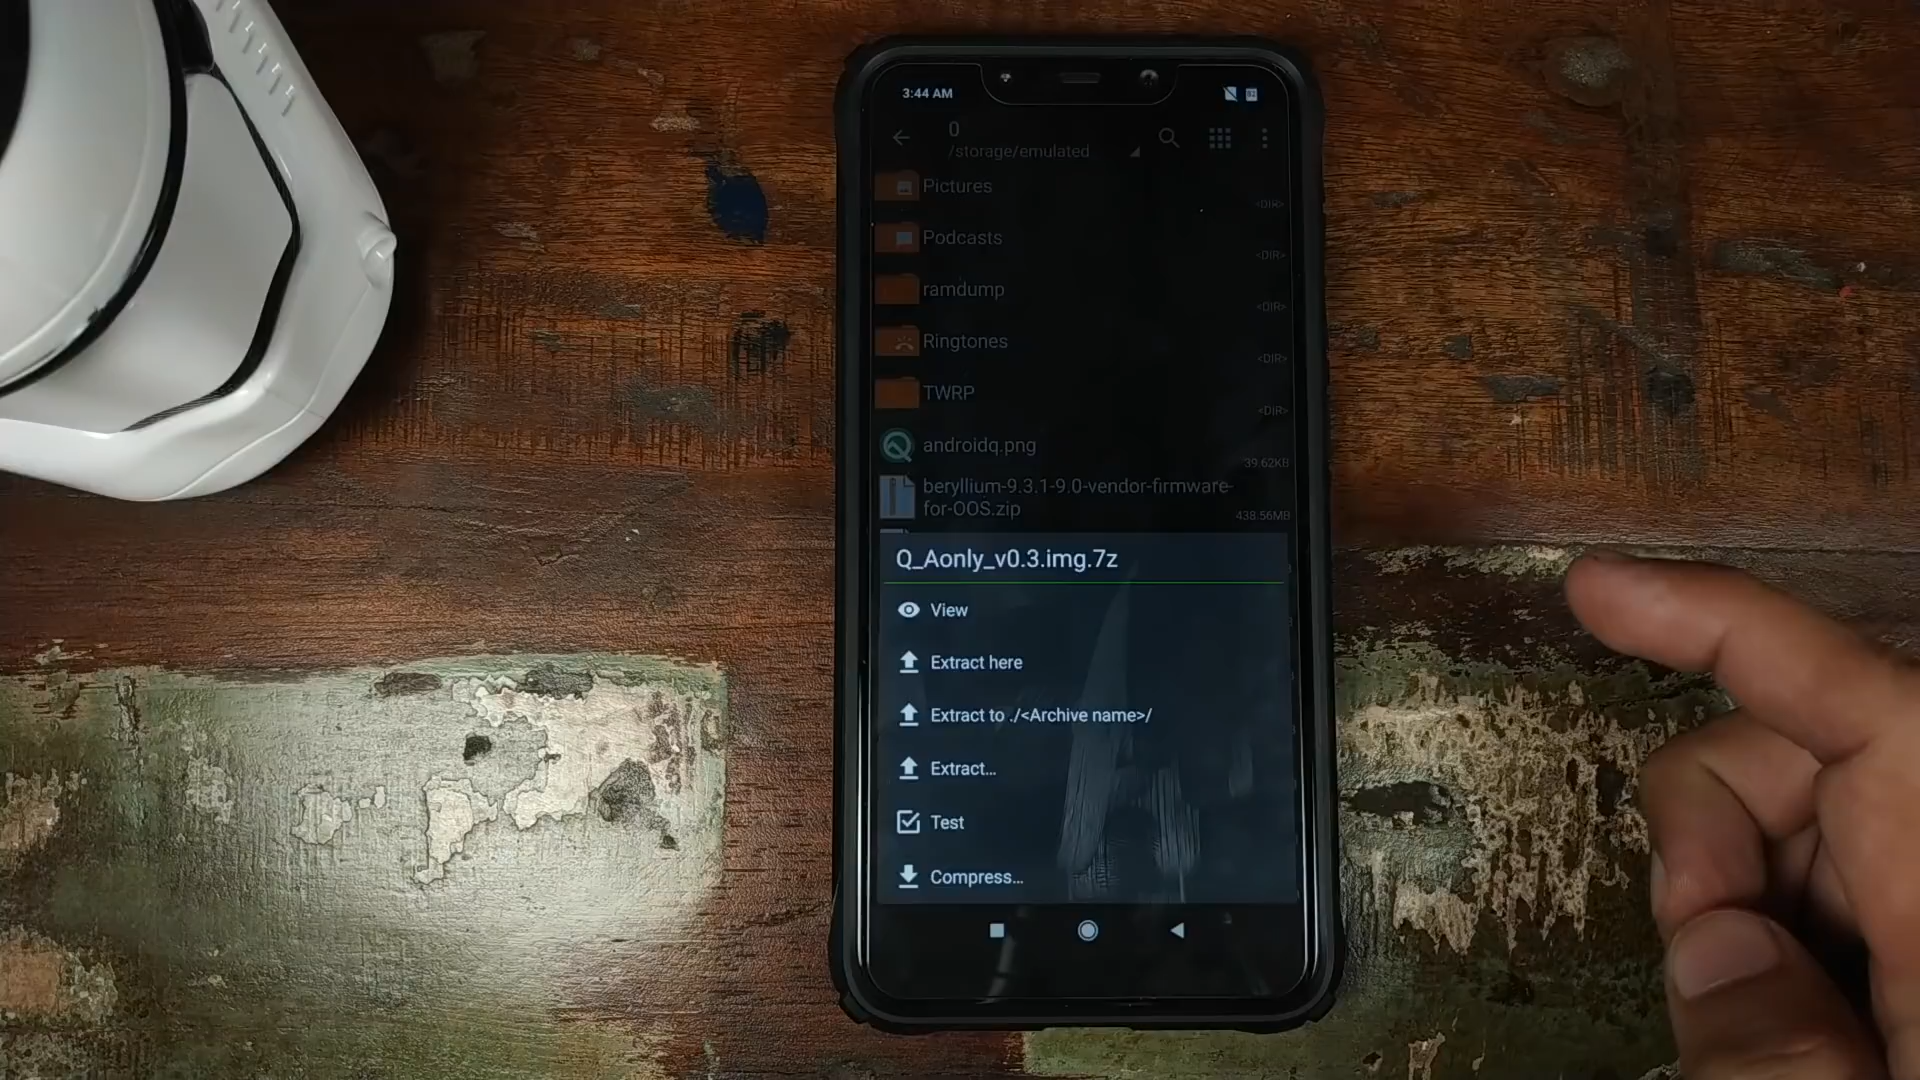 3:44 AM
0
/storage/emulated
Pictures
<DIR>
Podcasts
<DIR>
ramdump
<DIR>
Ringtones
<DIR>
TWRP
<DIR>
androidq.png
39.62KB
beryllium-9.3.1-9.0-vendor-firmware-
for-OOS.zip
438.56MB
Q_Aonly_v0.3.img.7z
View
Extract here
Extract to ./<Archive name>/
Extract...
Test
Compress...